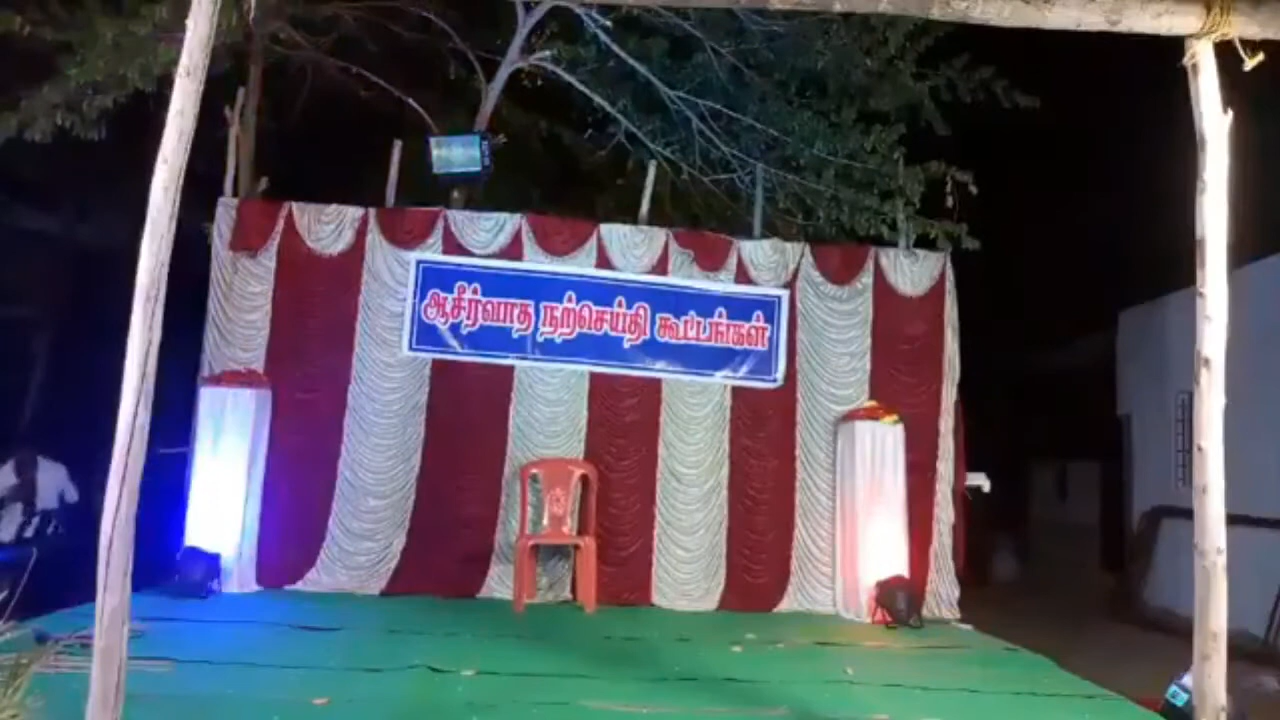 ஆசீர்வாத நற்செய்தி கூட்டங்கள்